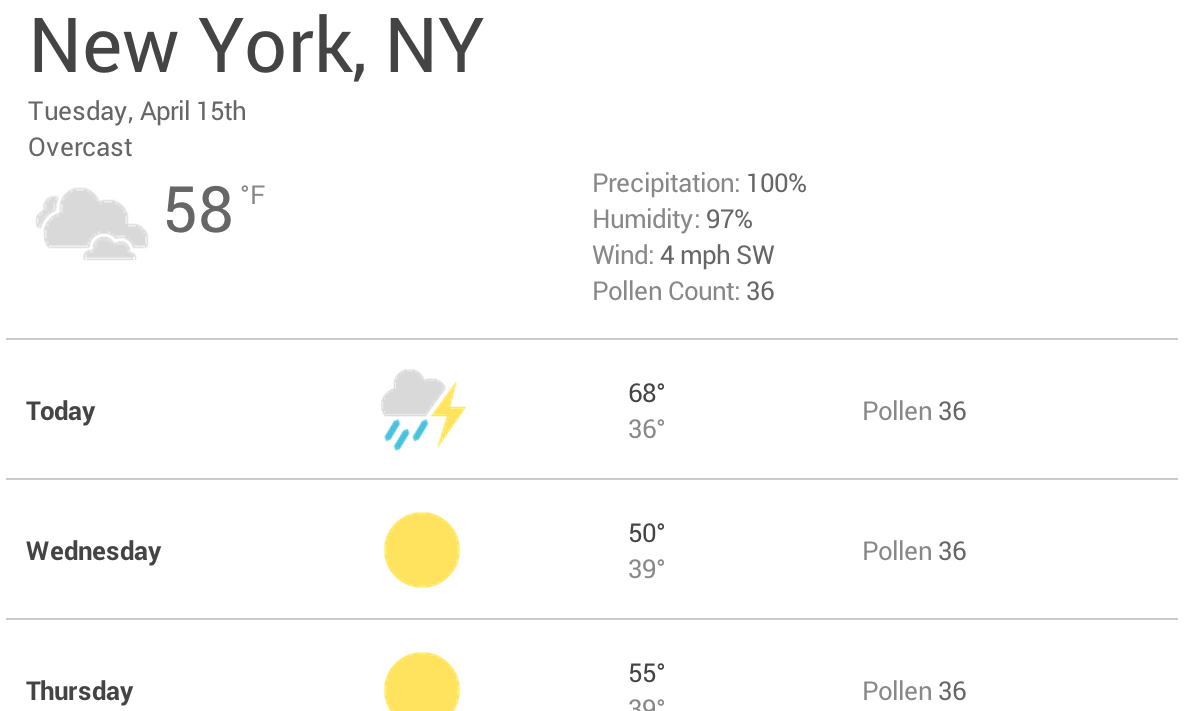 New York, NY
Tuesday, April 15th
Overcast
58 °F
Precipitation: 100%
Humidity: 97%
Wind: 4 mph SW
Pollen Count: 36
Today 68° Pollen 36
36°
Wednesday 50° Pollen 36
39°
Thursday 55° Pollen 36
39°